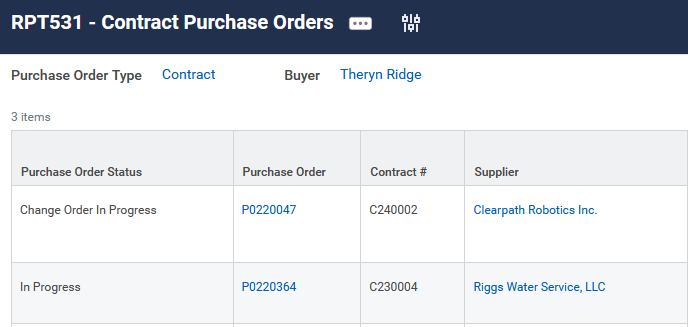 RPT531 - Contract Purchase Orders
Purchase Order Type Contract Buyer Theryn Ridge
3 items
Purchase Order Status Purchase Order Contract # Supplier
Change Order In Progress P0220047 C240002 Clearpath Robotics Inc.
In Progress P0220364 C230004 Riggs Water Service, LLC